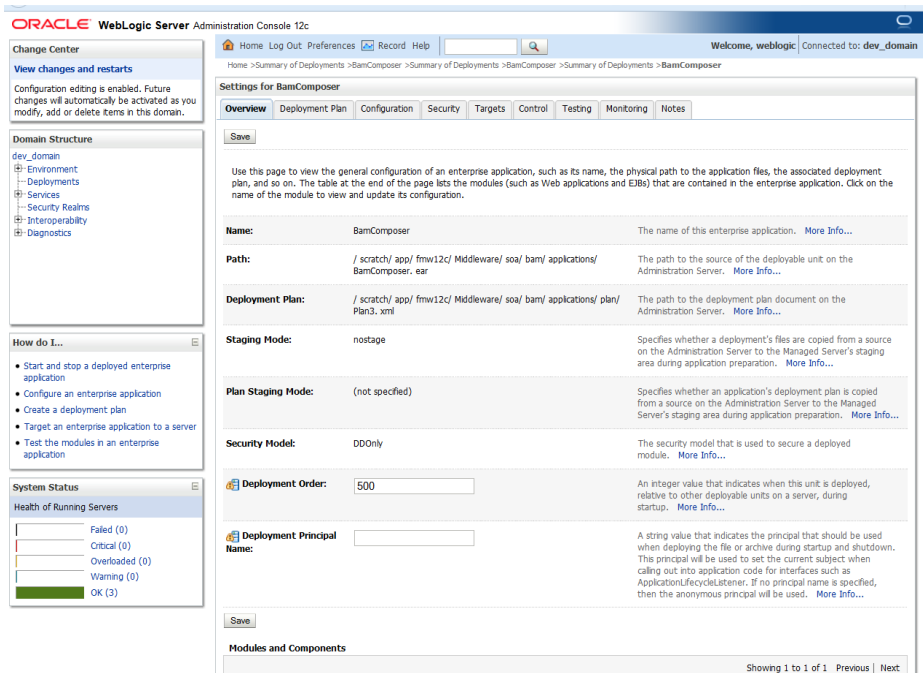 ORACLE WebLogic Server Administration Console 12c
Change Center
View changes and restarts
Configuration editing is enabled. Future
changes will automatically be activated as you
modify, add or delete items in this domain.
Domain Structure
dev_domain
Environment
Deployments
Services
Security Realms
Interoperability
Diagnostics
How do I...
Start and stop a deployed enterprise
application
Configure an enterprise application
Create a deployment plan
Target an enterprise application to a server
Test the modules in an enterprise
application
System Status
Health of Running Servers
Failed (0)
Critical (0)
Overloaded (0)
Warning (0)
OK (3)
Home Log Out Preferences Record Help
Welcome, weblogic Connected to: dev_domain
Home >Summary of Deployments >BamComposer >Summary of Deployments >BamComposer >Summary of Deployments >BamComposer
Settings for BamComposer
Overview Deployment Plan Configuration Security Targets Control Testing Monitoring Notes
Save
Use this page to view the general configuration of an enterprise application, such as its name, the physical path to the application files, the associated deployment
plan, and so on. The table at the end of the page lists the modules (such as Web applications and EJBs) that are contained in the enterprise application. Click on the
name of the module to view and update its configuration.
Name: BamComposer The name of this enterprise application. More Info...
Path: / scratch/ app/ fmw12c/ Middleware/ soa/ bam/ applications/ The path to the source of the deployable unit on the
BamComposer. ear Administration Server. More Info...
Deployment Plan: / scratch/ app/ fmw12c/ Middleware/ soa/ bam/ applications/ plan/ The path to the deployment plan document on the
Plan3. xml Administration Server. More Info...
Staging Mode: nostage Specifies whether a deployment's files are copied from a source
on the Administration Server to the Managed Server's staging
area during application preparation. More Info...
Plan Staging Mode: (not specified) Specifies whether an application's deployment plan is copied
from a source on the Administration Server to the Managed
Server's staging area during application preparation. More Info...
Security Model: DDOnly The security model that is used to secure a deployed
module. More Info...
Deployment Order: 500 An integer value that indicates when this unit is deployed,
relative to other deployable units on a server, during
startup. More Info...
Deployment Principal A string value that indicates the principal that should be used
Name: when deploying the file or archive during startup and shutdown.
This principal will be used to set the current subject when
calling out into application code for interfaces such as
ApplicationLifecycleListener. If no principal name is specified,
then the anonymous principal will be used. More Info...
Save
Modules and Components
Showing 1 to 1 of 1 Previous | Next